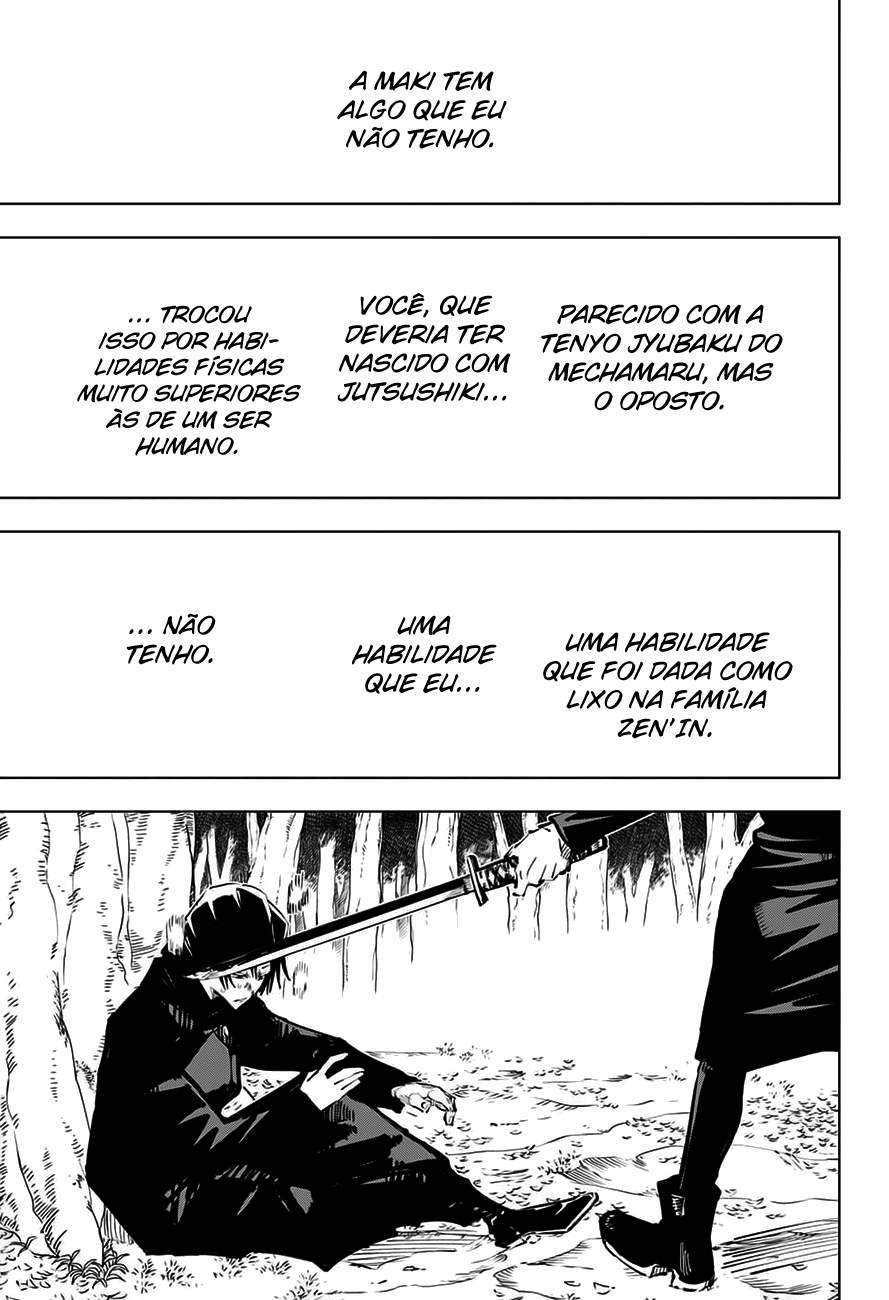 A MAKI TEM
ALGO QUE EU
NÃO TENHO.
PARECIDO COM A
TENYO JYUBAKU DO
MECHAMARU, MAS
O OPOSTO.
VOCÊ, QUE
DEVERIA TER
NASCIDO COM
JUTSUSHIKI...
... TROCOU
ISSO POR HABI-
LIDADES FÍSICAS
MUITO SUPERIORES
ÀS DE UM SER
HUMANO.
UMA HABILIDADE
QUE FOI DADA COMO
LIXO NA FAMÍLIA
ZEN'IN.
UMA
HABILIDADE
QUE EU...
... NÃO
TENHO.